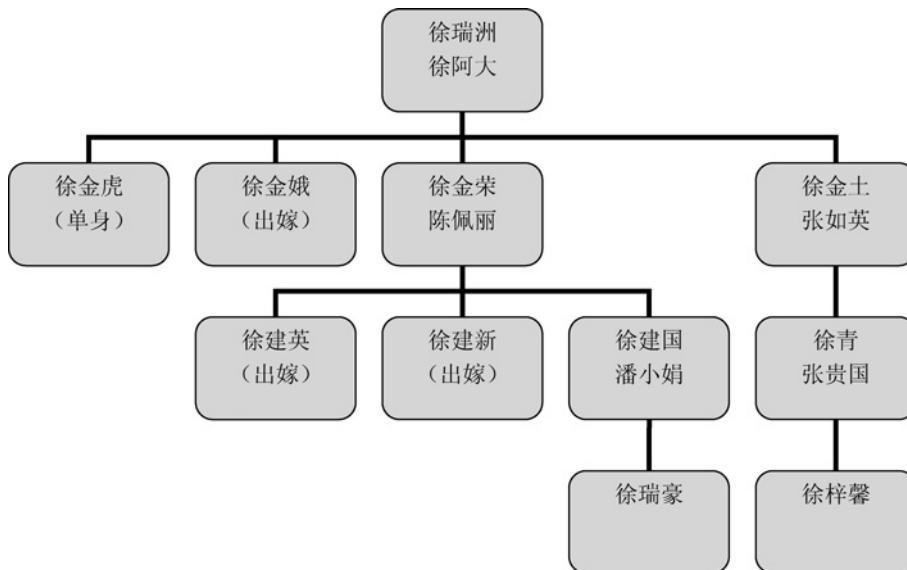 徐瑞洲
徐阿大
徐金虎
（单身）
徐金娥
（出嫁）
徐金荣
陈佩丽
徐金土
张如英
徐建英
（出嫁）
徐建新
（出嫁）
徐建国
潘小娟
徐青
张贵国
徐瑞豪
徐梓馨